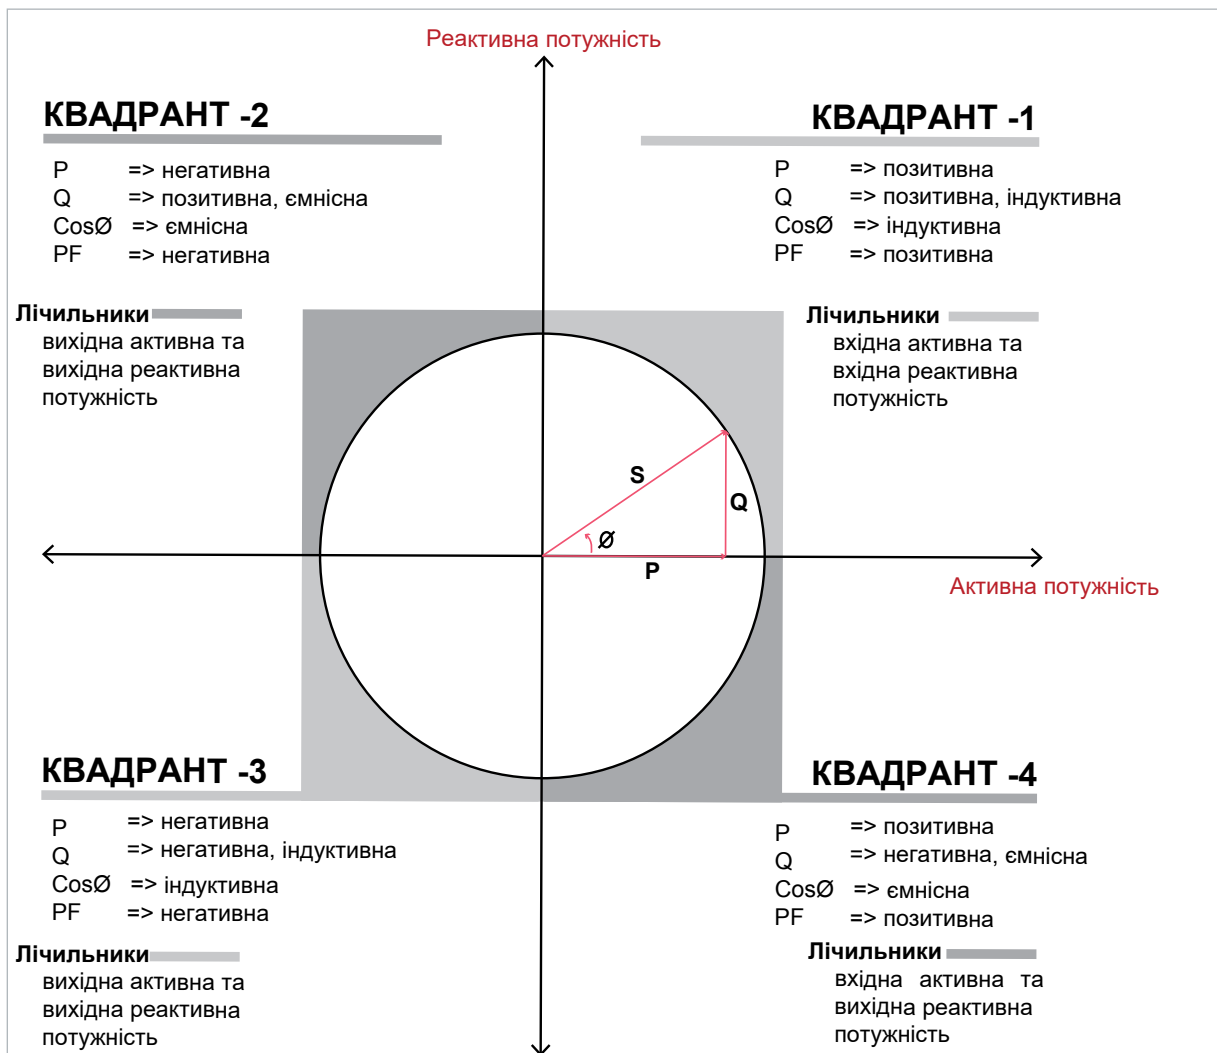 Реактивна потужність
КВАДРАНТ -2
P => негативна
Q => позитивна, ємнісна
CosØ => ємнісна
PF => негативна
Лічильники
вихідна активна та
вихідна реактивна
потужність
КВАДРАНТ -1
P => позитивна
Q => позитивна, індуктивна
CosØ => індуктивна
PF => позитивна
Лічильники
вхідна активна та
вхідна реактивна
потужність
S
Q
Ø
P
Активна потужність
КВАДРАНТ -3
P => негативна
Q => негативна, індуктивна
CosØ => індуктивна
PF => негативна
Лічильники
вихідна активна та
вихідна реактивна
потужність
КВАДРАНТ -4
P => позитивна
Q => негативна, ємнісна
CosØ => ємнісна
PF => позитивна
Лічильники
вхідна активна та
вихідна реактивна
потужність